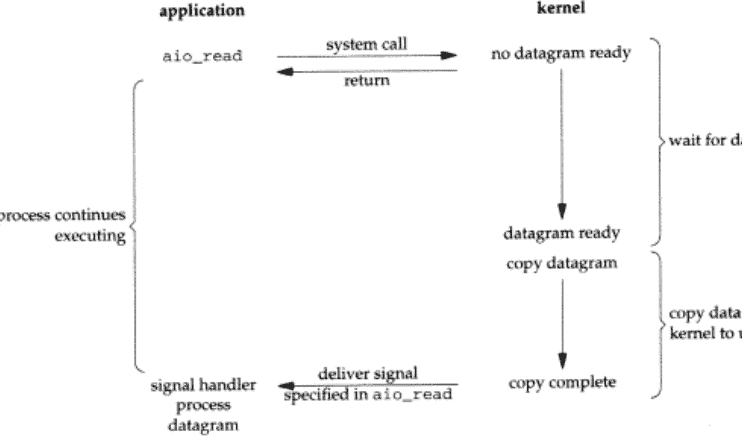 application
kernel
aio_read
system call
no datagram ready
return
wait for
process continues
executing
datagram ready
copy datagram
copy data
kernel to
signal handler
process
datagram
deliver signal
specified in aio_read
copy complete